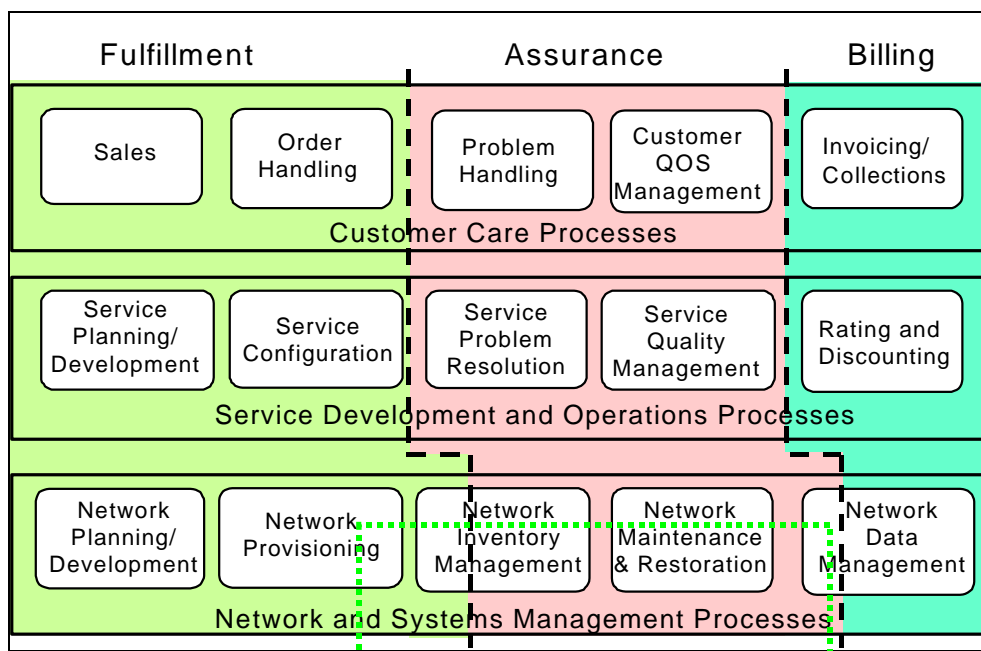 Fulfillment
Assurance
Billing
Sales
Order
Handling
Problem
Handling
Customer
QOS
Management
Invoicing/
Collections
Customer Care Processes
Service
Planning/
Development
Service
Configuration
Service
Problem
Resolution
Service
Quality
Management
Rating and
Discounting
Service Development and Operations Processes
Network
Planning/
Development
Network
Provisioning
Network
Inventory
Management
Network
Maintenance
& Restoration
Network
Data
Management
Network and Systems Management Processes